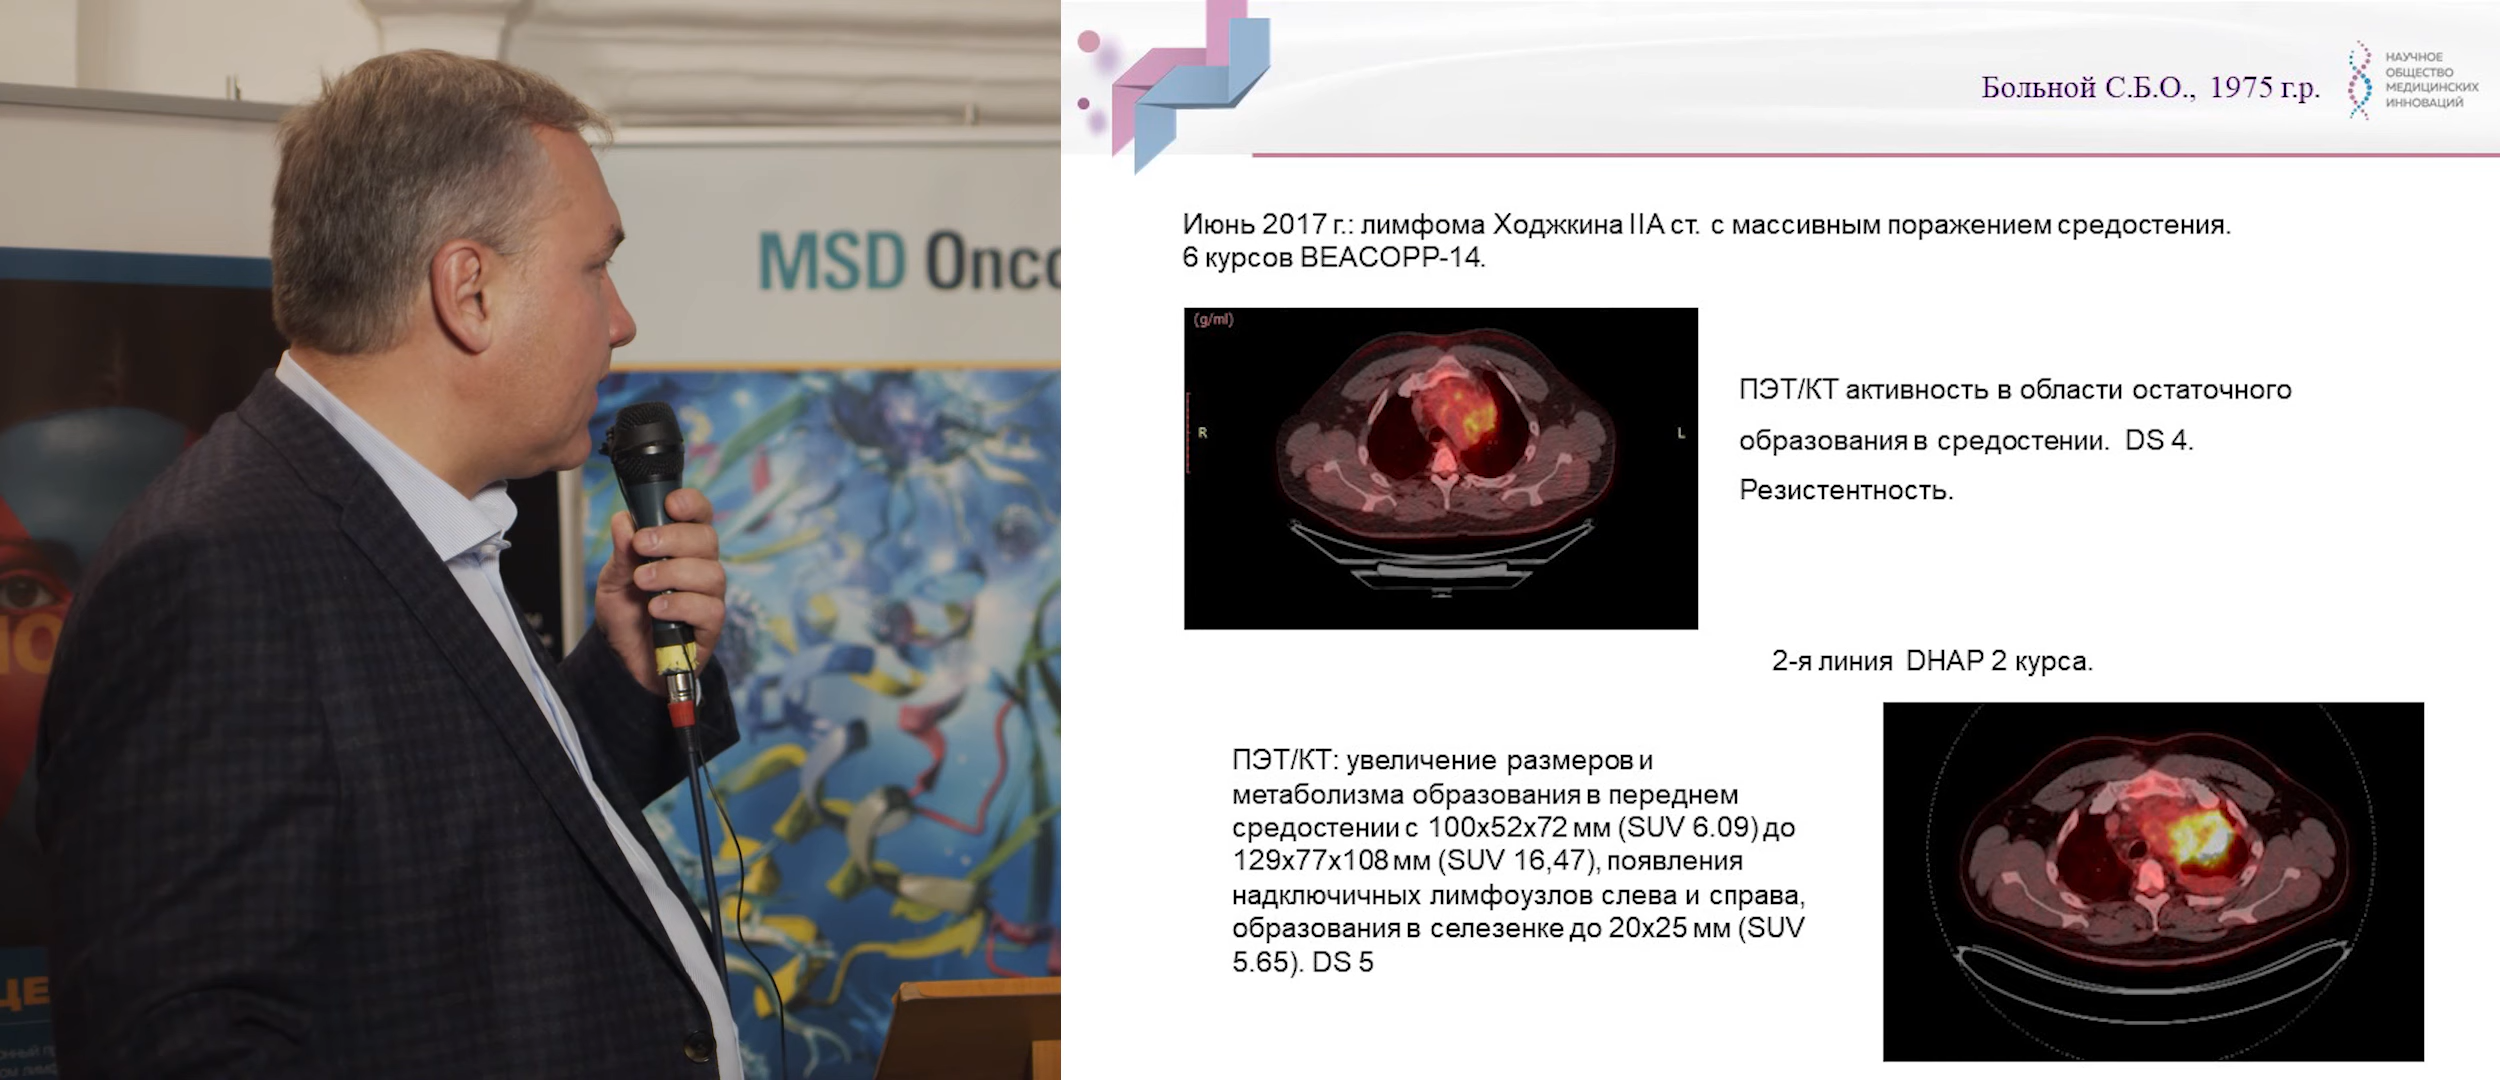 MSD Onco
Больной С.Б.О., 1975 г.р.
НАУЧНОЕ
ОБЩЕСТВО
МЕДИЦИНСКИХ
ИННОВАЦИЙ
Июнь 2017 г.: лимфома Ходжкина IIA ст. с массивным поражением средостения.
6 курсов BEACOPP-14.
(g/ml)
R
L
ПЭТ/КТ активность в области остаточного
образования в средостении. DS 4.
Резистентность.
2-я линия DHAP 2 курса.
ПЭТ/КТ: увеличение размеров и
метаболизма образования в переднем
средостении с 100х52х72 мм (SUV 6.09) до
129х77х108 мм (SUV 16,47), появления
надключичных лимфоузлов слева и справа,
образования в селезенке до 20х25 мм (SUV
5.65). DS 5